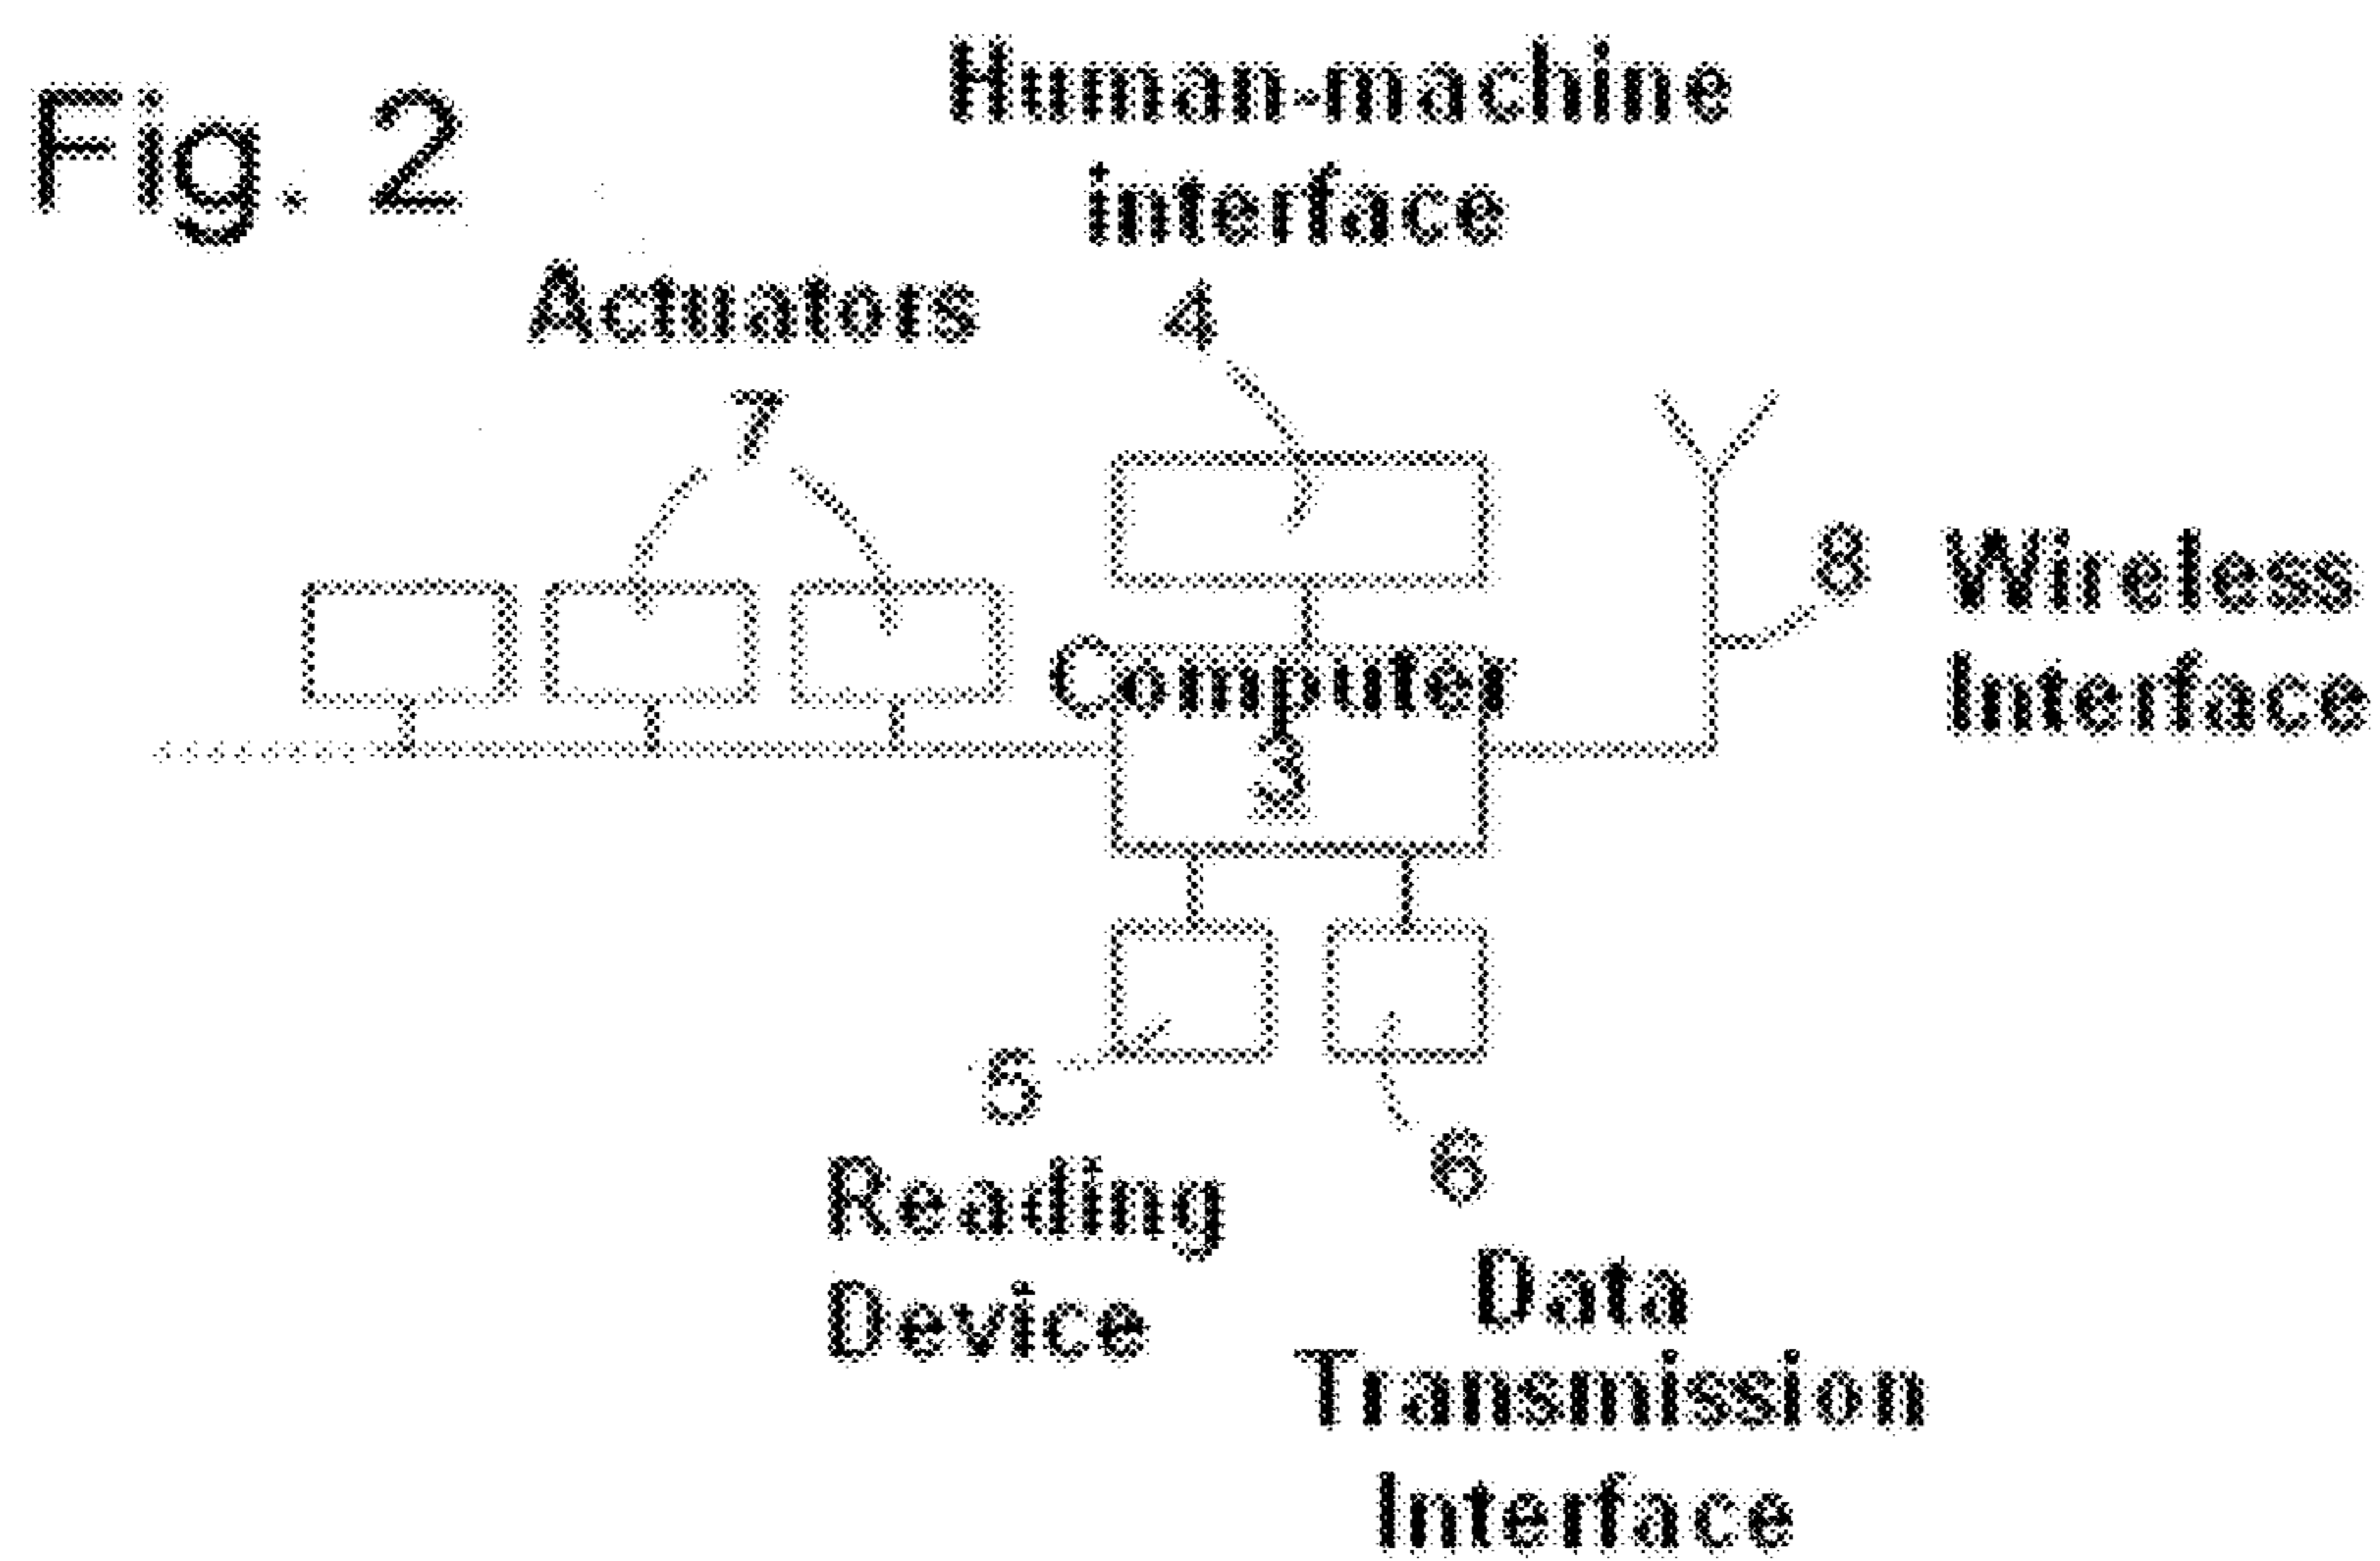 Fig. 2
Human-machine
interface
Actuators
4
7
8
Wireless
Interface
Computer
3
5
6
Reading
Device
Data
Transmission
Interface